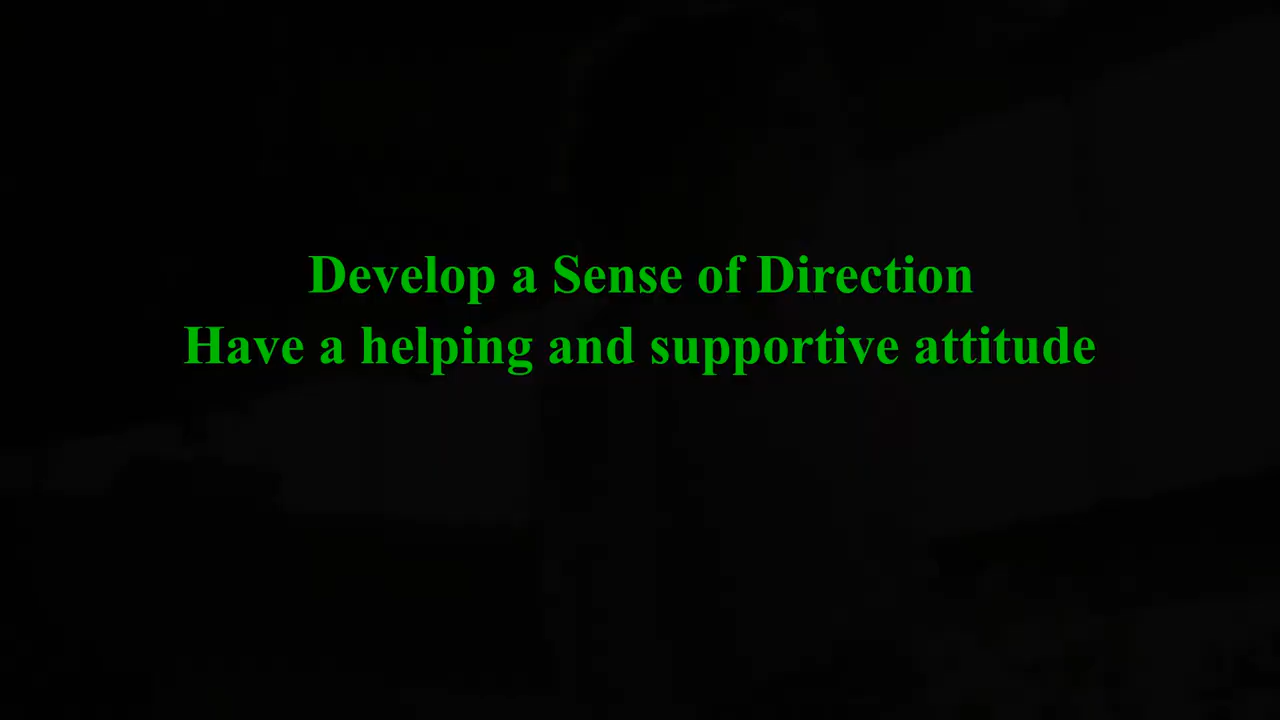 Develop a Sense of Direction
Have a helping and supportive attitude